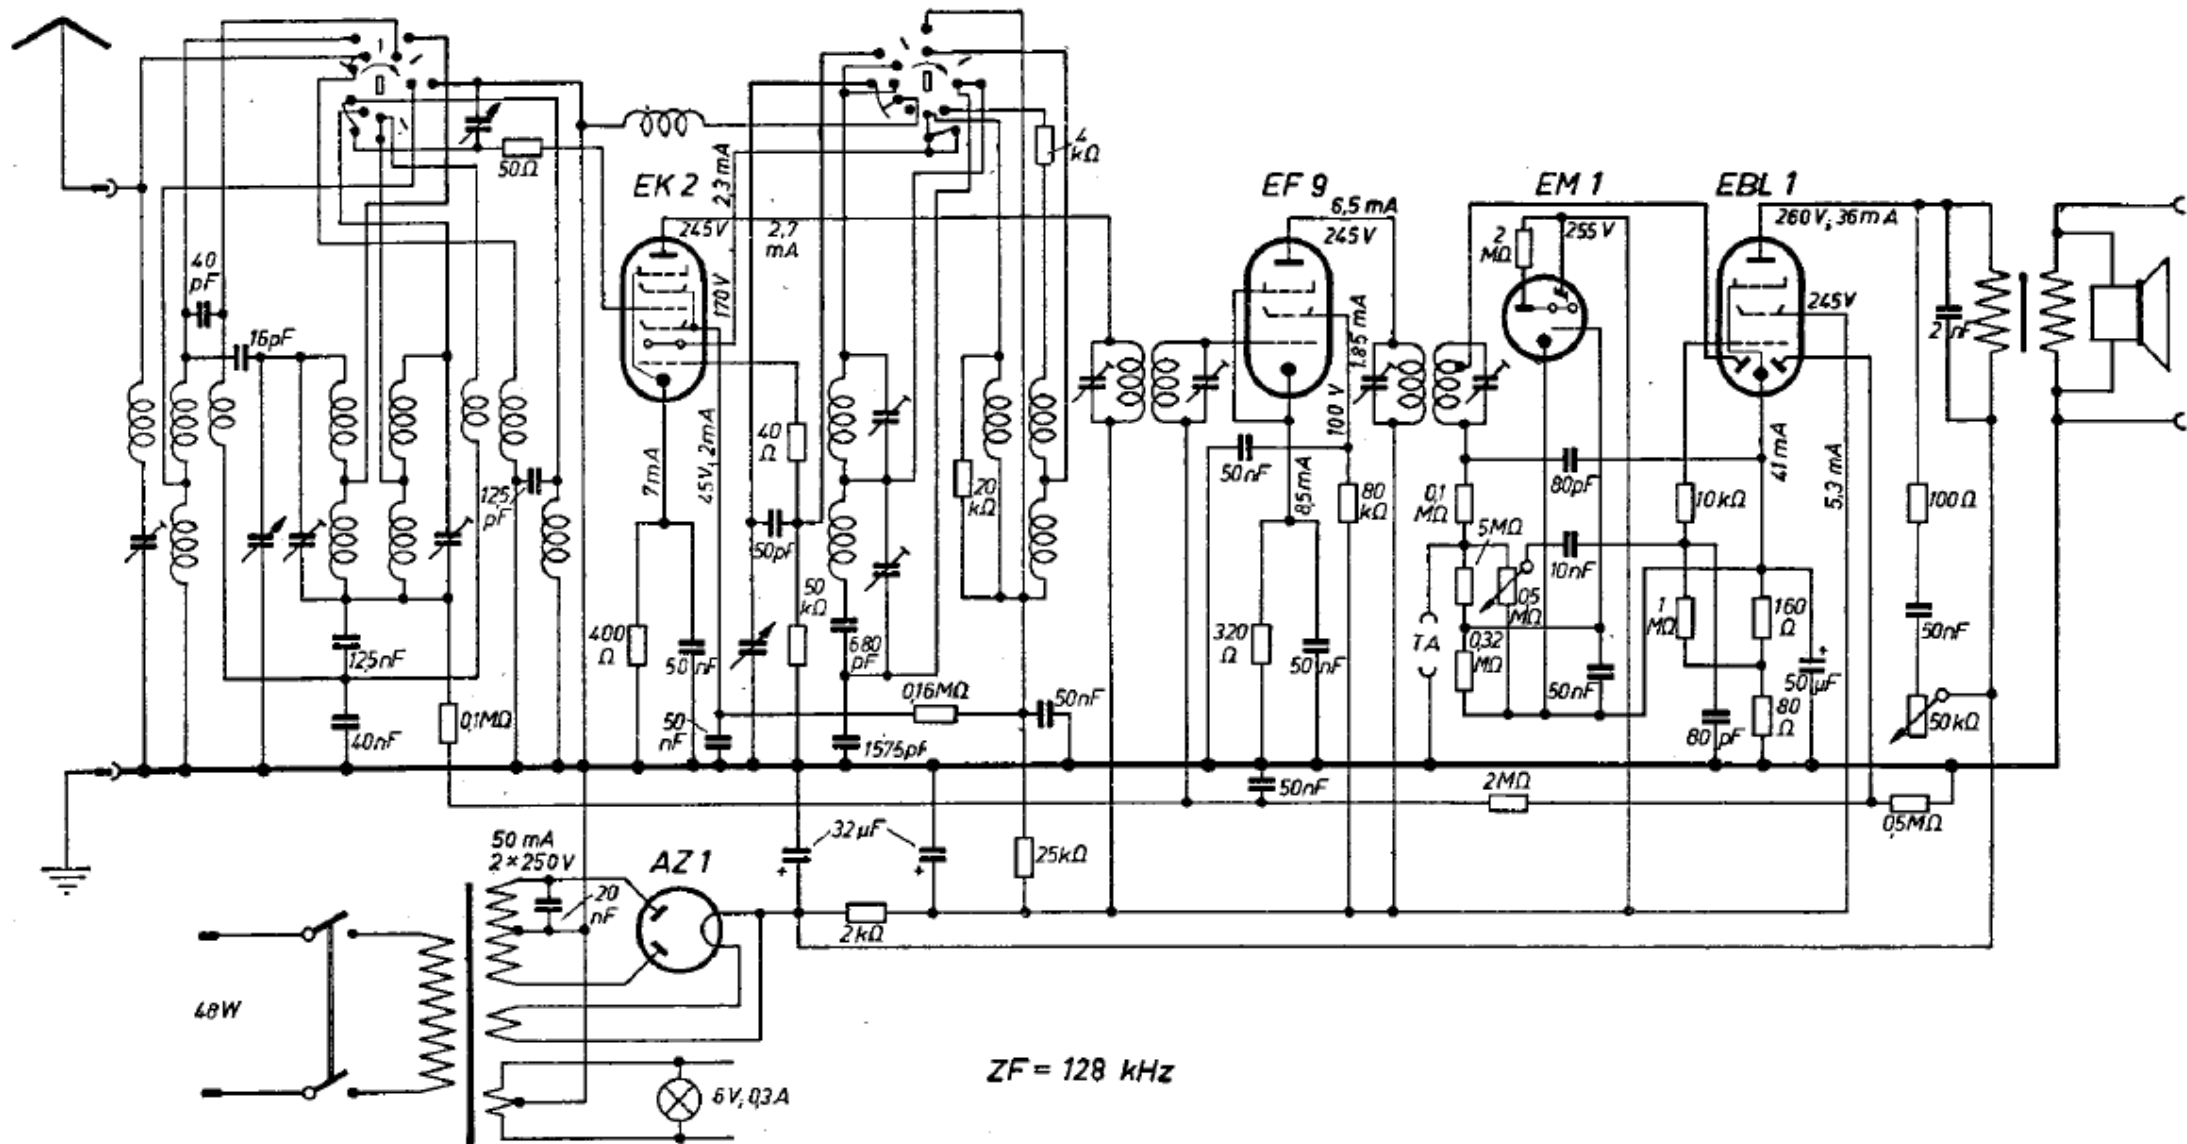 40
pF
16pF
50Ω
EK 2
2,3mA
245V
2,7
mA
170V
4
kΩ
EF 9
6,5 mA
245V
EM 1
2
MΩ
255V
EBL 1
260V; 36mA
245V
2 nF
125
pF
7mA
45V; 2mA
40
Ω
50pF
50
kΩ
20
kΩ
50nF
100 V
1,85 mA
8,5mA
80
kΩ
80pF
0,1
MΩ
5MΩ
10nF
05
MΩ
TA
0,32
MΩ
50nF
10kΩ
41mA
5,3 mA
1
MΩ
160
Ω
50µF
+
80
Ω
80pF
100Ω
50nF
50kΩ
125nF
40nF
0,1MΩ
400
Ω
50nF
50
nF
680
pF
0,16MΩ
1575pF
50nF
320
Ω
50nF
50nF
2MΩ
0,5MΩ
50 mA
2×250V
20
nF
AZ 1
32µF
+
+
25kΩ
2kΩ
48W
6V; 0,3A
ZF = 128 kHz